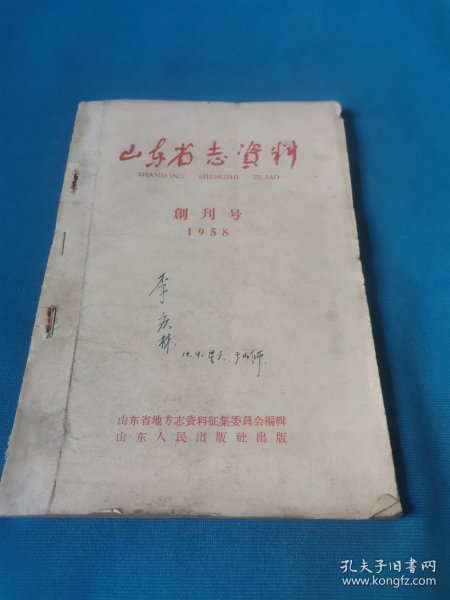 山东省志資料
SHANDONG SHENGZHI ZILIAO
創刊号
1958
李庆林
山东省地方志資料征集委員会編輯
山东人民出版社出版
孔夫子旧书网
www.kongfz.com